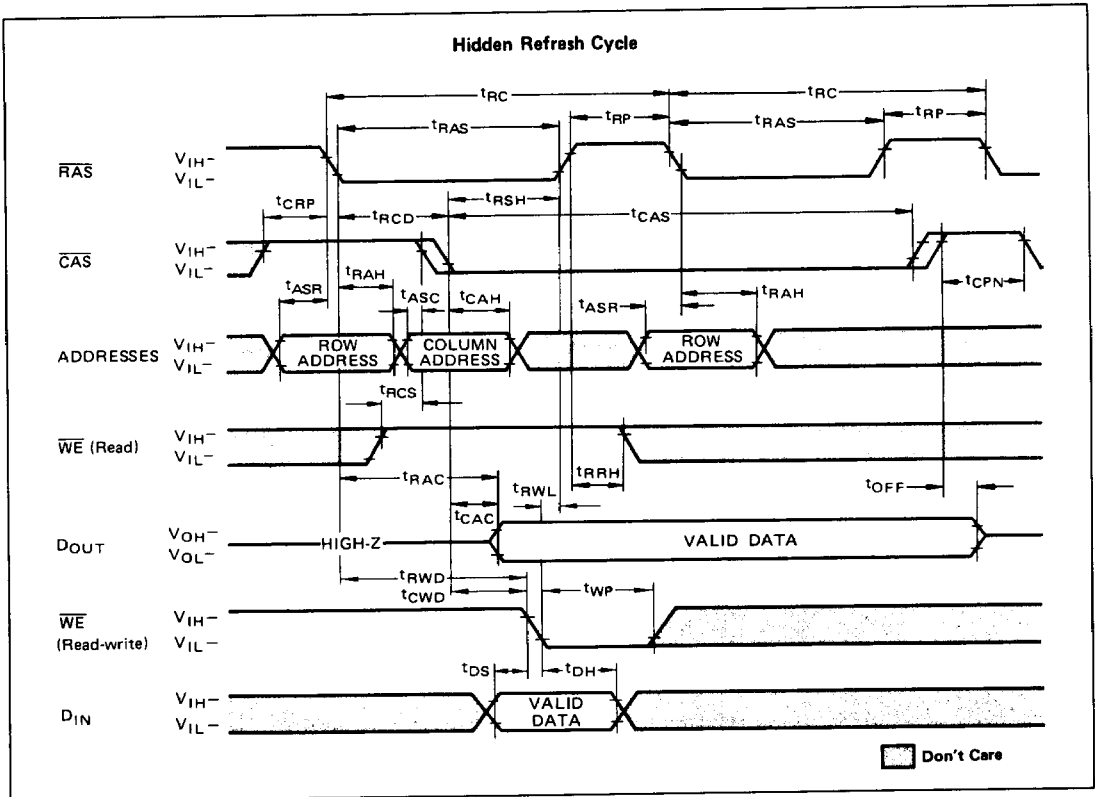 Hidden Refresh Cycle
tRC tRC
tRAS tRP tRAS tRP
RAS VIH– VIL–
tCRP tRCD tRSH tCAS
CAS VIH– VIL–
tASR tRAH tASC tCAH tASR tRAH tCPN
ADDRESSES VIH– VIL– ROW ADDRESS COLUMN ADDRESS ROW ADDRESS
tRCS
WE (Read) VIH– VIL–
tRAC tRWL tRRH tOFF
tCAC
DOUT VOH– VOL– HIGH-Z VALID DATA
tRWD
tCWD tWP
WE (Read-write) VIH– VIL–
tDS tDH
DIN VIH– VIL– VALID DATA
Don't Care